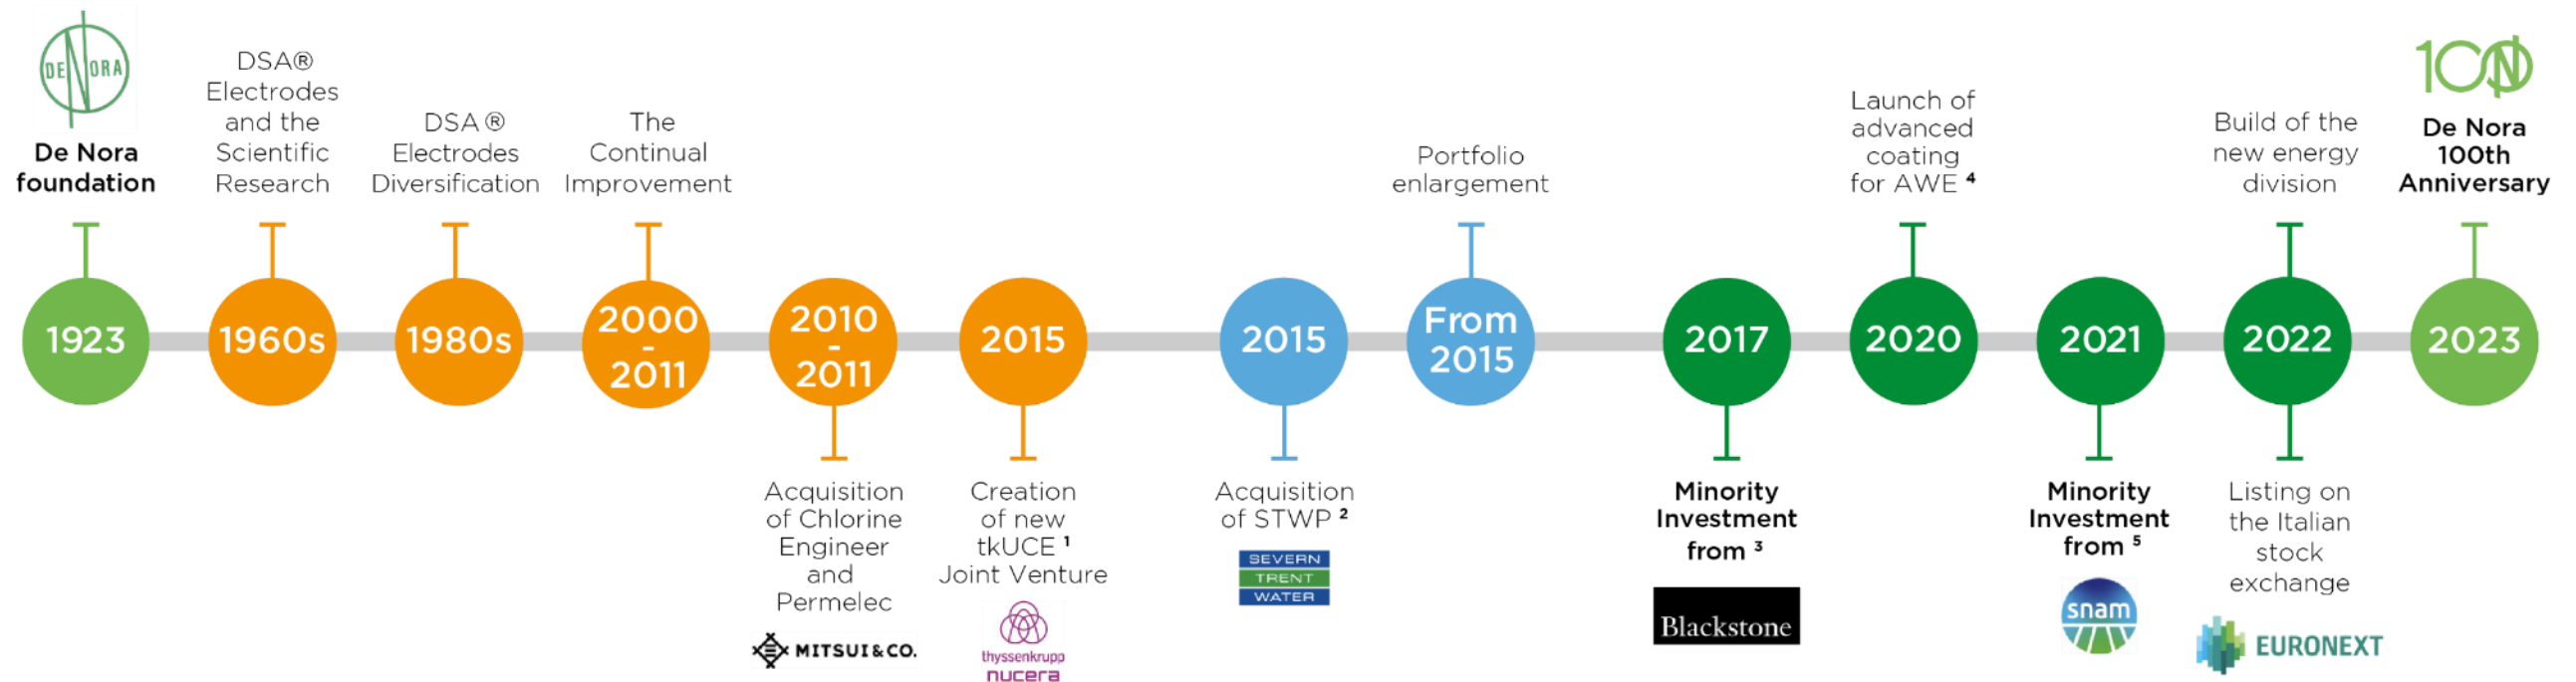 DE NORA
De Nora
foundation
1923
DSA®
Electrodes
and the
Scientific
Research
1960s
DSA ®
Electrodes
Diversification
1980s
The
Continual
Improvement
2000
-
2011
2010
-
2011
Acquisition
of Chlorine
Engineer
and
Permelec
MITSUI & CO.
2015
Creation
of new
tkUCE 1
Joint Venture
thyssenkrupp
nucera
2015
Acquisition
of STWP 2
SEVERN
TRENT
WATER
Portfolio
enlargement
From
2015
2017
Minority
Investment
from 3
Blackstone
Launch of
advanced
coating
for AWE 4
2020
2021
Minority
Investment
from 5
snam
Build of the
new energy
division
2022
Listing on
the Italian
stock
exchange
EURONEXT
100
De Nora
100th
Anniversary
2023